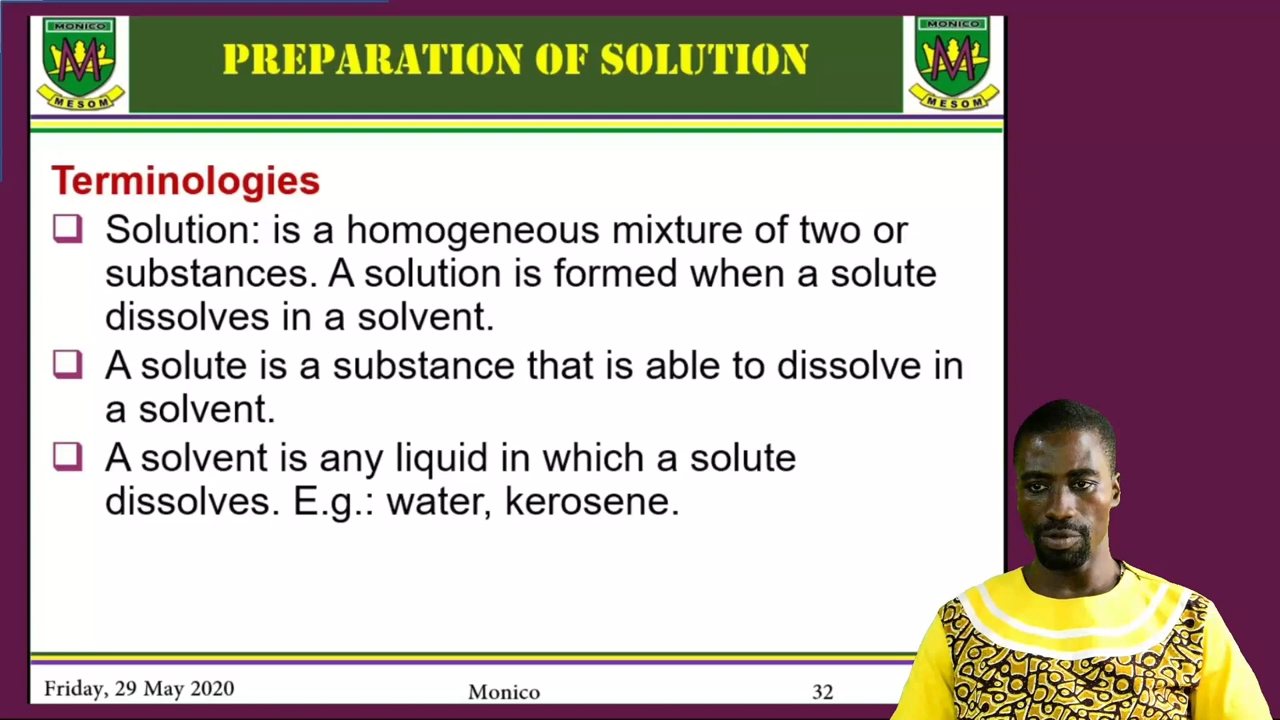 MONICO
M
MESOM
PREPARATION OF SOLUTION
MONICO
M
MESOM
Terminologies
Solution: is a homogeneous mixture of two or
substances. A solution is formed when a solute
dissolves in a solvent.
A solute is a substance that is able to dissolve in
a solvent.
A solvent is any liquid in which a solute
dissolves. E.g.: water, kerosene.
Friday, 29 May 2020
Monico
32